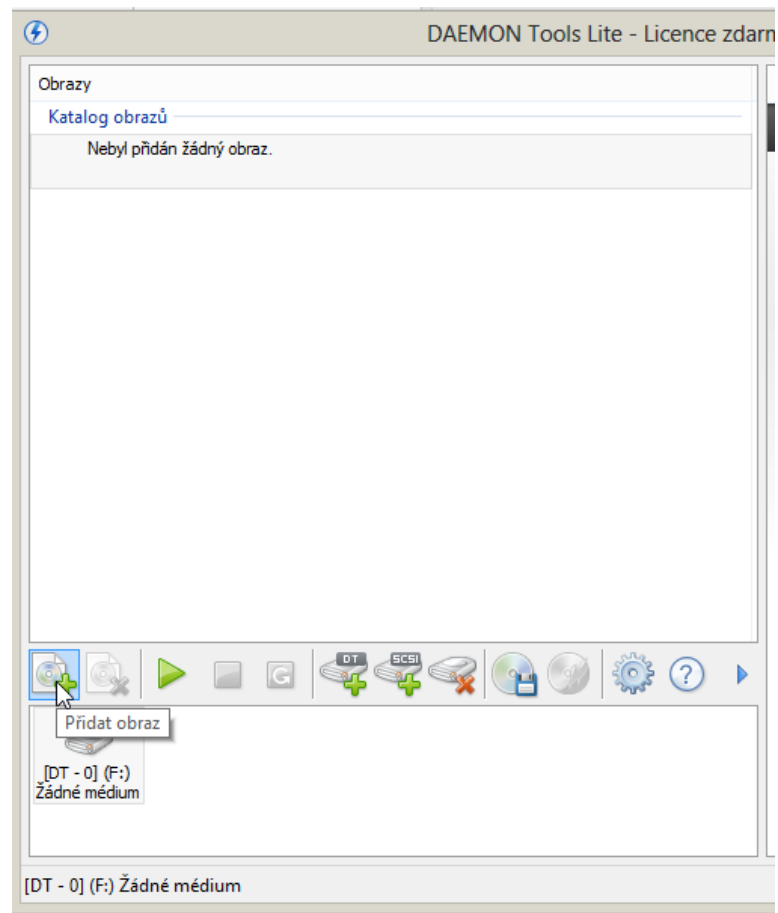 DAEMON Tools Lite - Licence zdarm
Obrazy
Katalog obrazů
Nebyl přidán žádný obraz.
DT
SCSI
G
?
Přidat obraz
[DT - 0] (F:)
Žádné médium
[DT - 0] (F:) Žádné médium